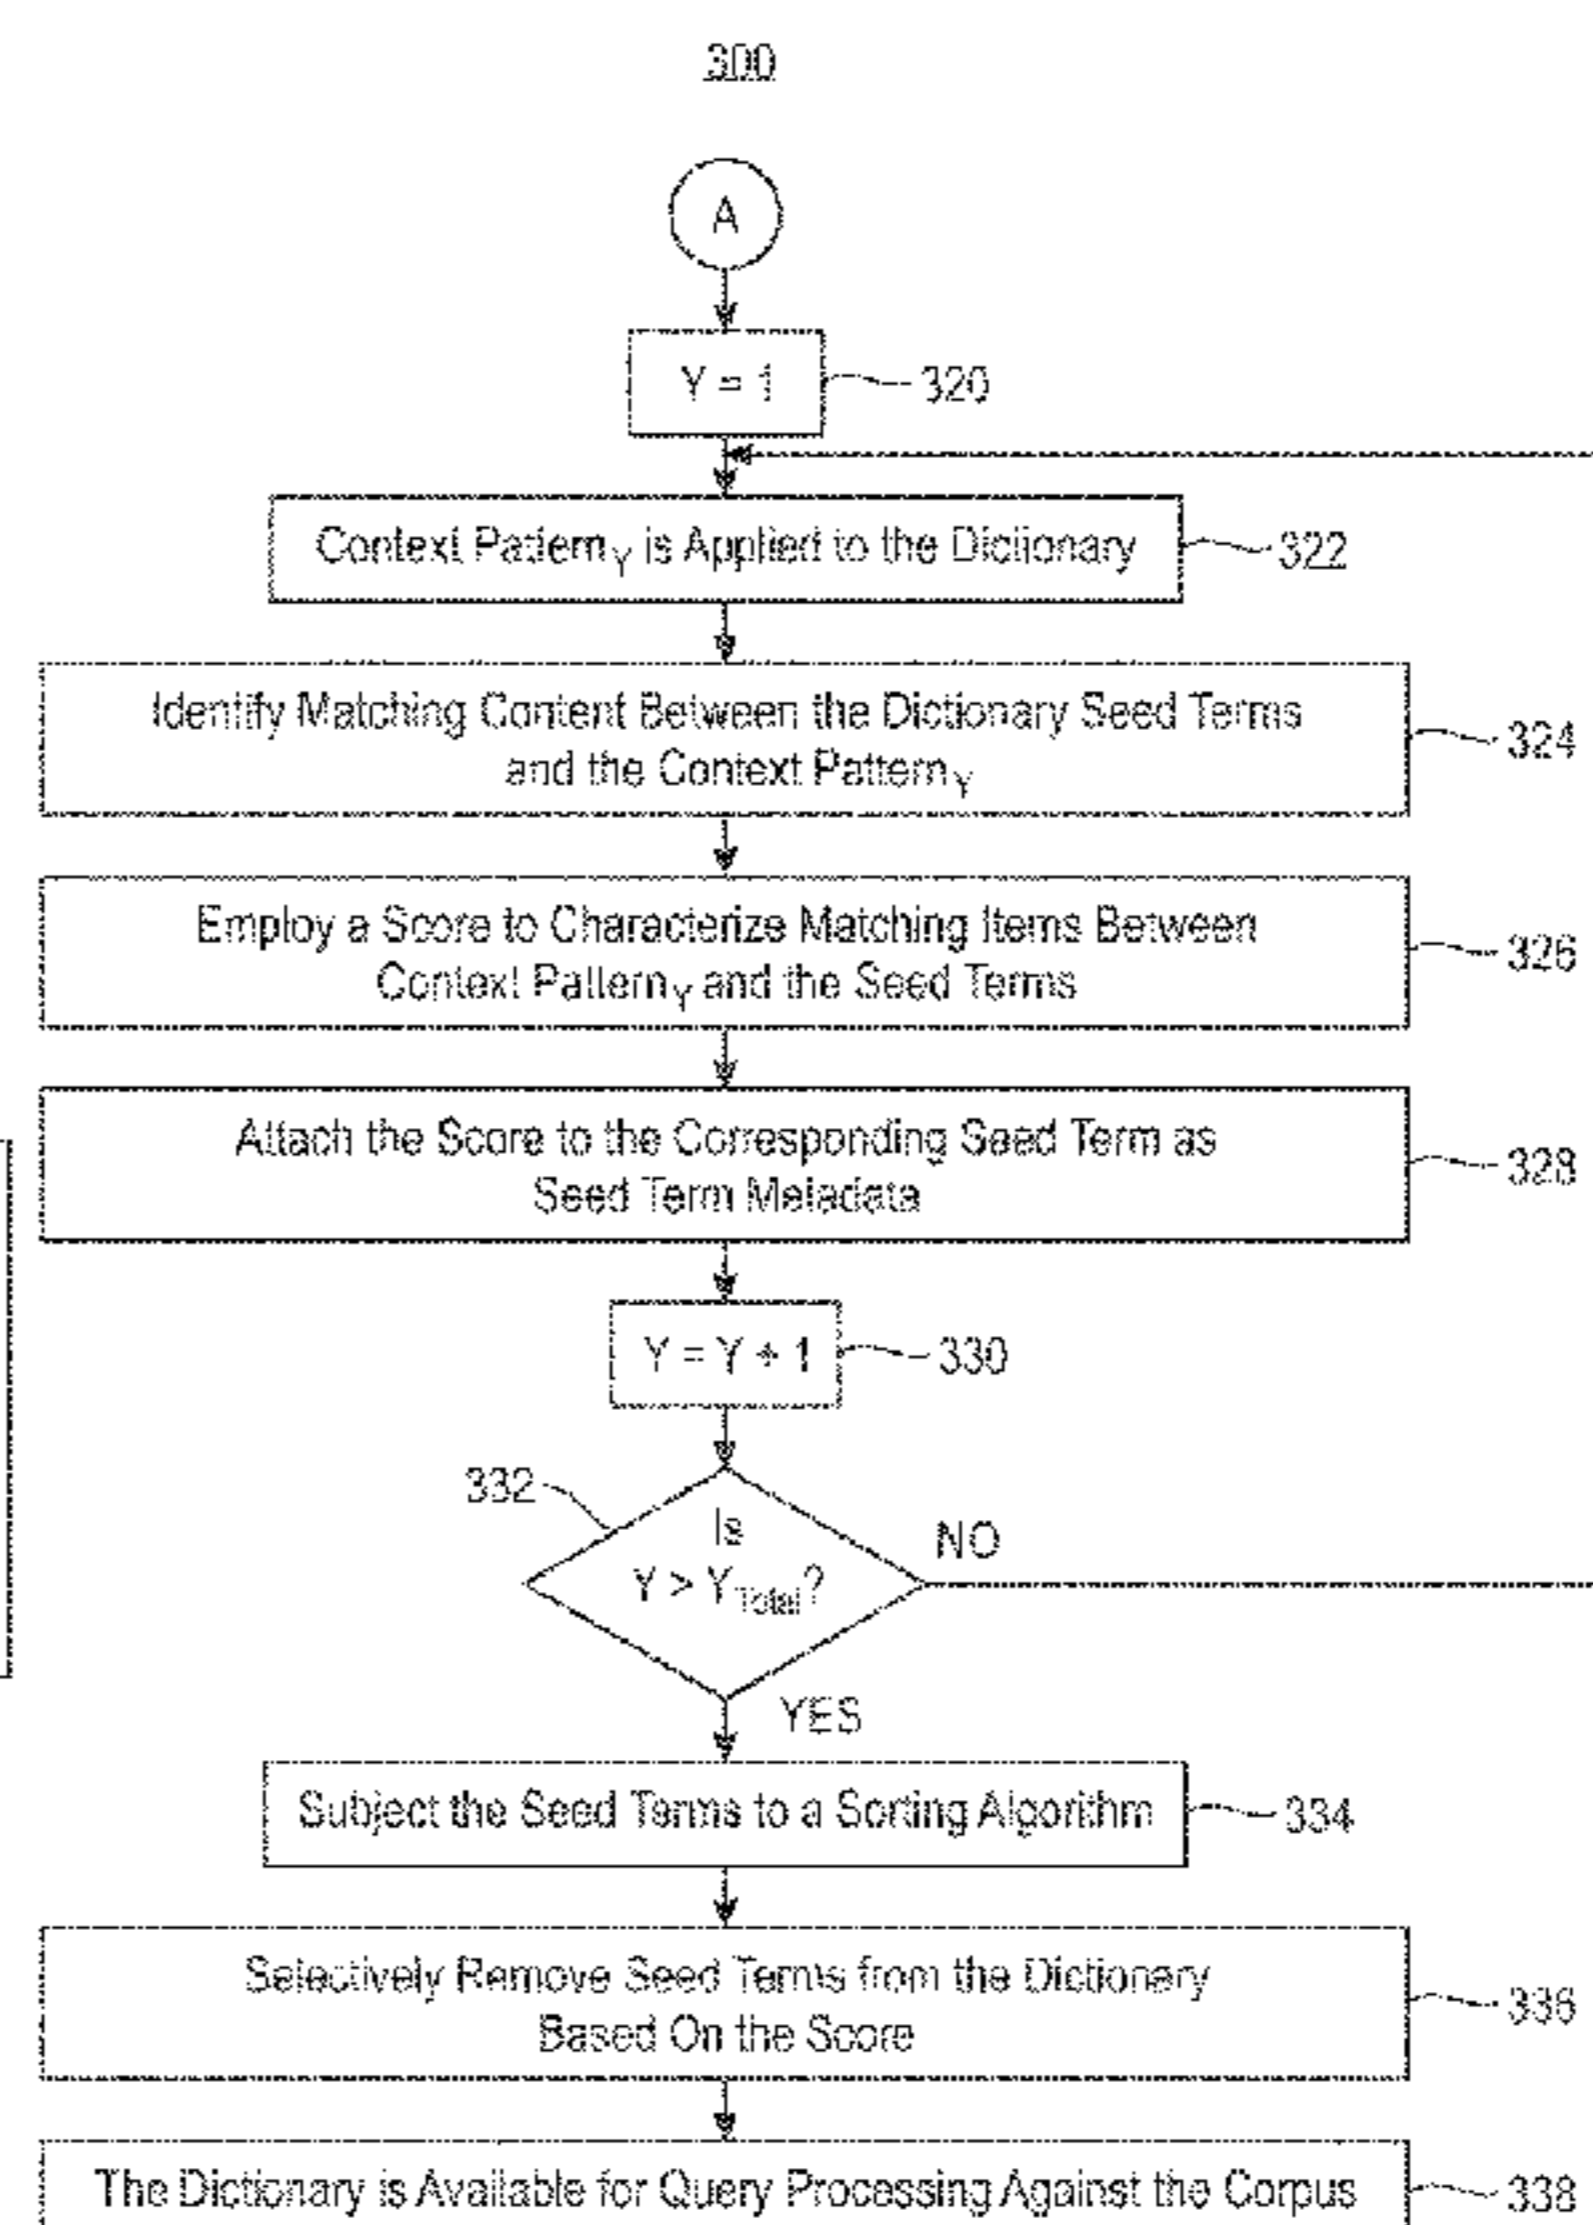 300
A
Y = 1
320
Context Pattern Y is Applied to the Dictionary
322
Identify Matching Content Between the Dictionary Seed Terms
and the Context Pattern Y
324
Employ a Score to Characterize Matching Items Between
Context Pattern Y and the Seed Terms
326
Attach the Score to the Corresponding Seed Term as
Seed Term Metadata
328
Y = Y + 1
330
332
Is
Y > Y Total?
NO
YES
Subject the Seed Terms to a Sorting Algorithm
334
Selectively Remove Seed Terms from the Dictionary
Based On the Score
336
The Dictionary is Available for Query Processing Against the Corpus
338